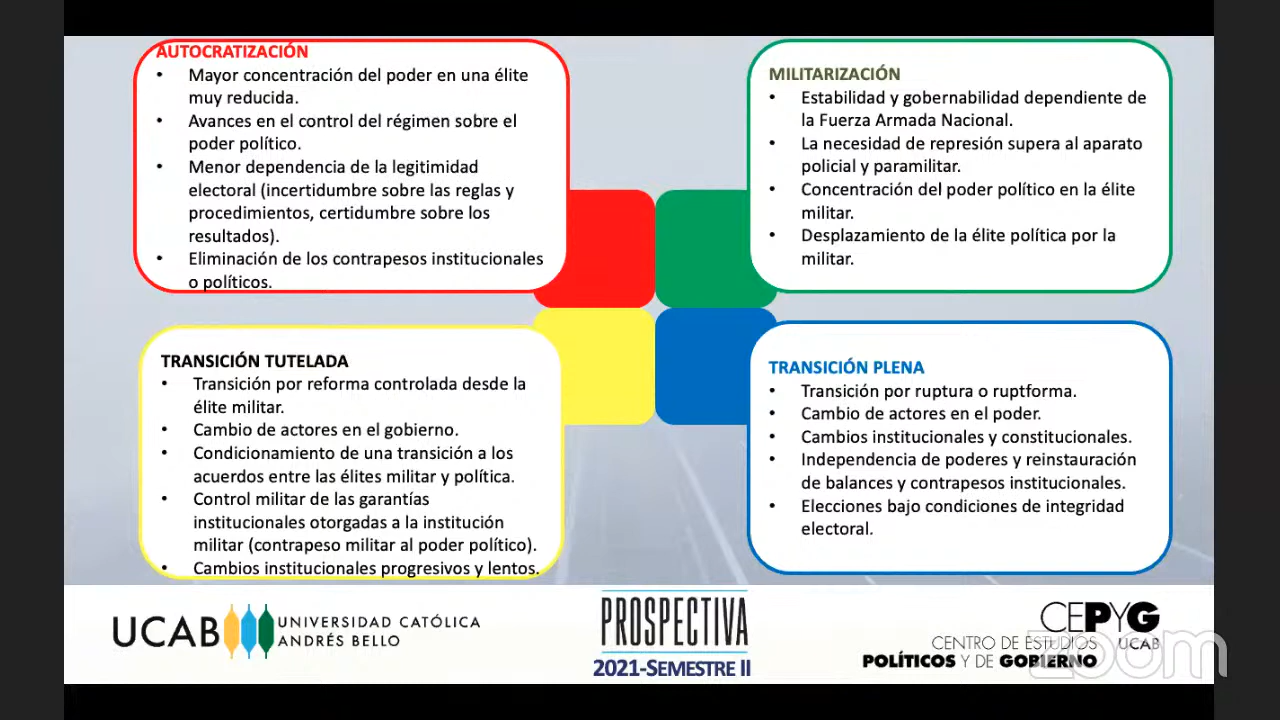 AUTOCRATIZACIÓN
• Mayor concentración del poder en una élite
muy reducida.
• Avances en el control del régimen sobre el
poder político.
• Menor dependencia de la legitimidad
electoral (incertidumbre sobre las reglas y
procedimientos, certidumbre sobre los
resultados).
• Eliminación de los contrapesos institucionales
o políticos.
MILITARIZACIÓN
• Estabilidad y gobernabilidad dependiente de
la Fuerza Armada Nacional.
• La necesidad de represión supera al aparato
policial y paramilitar.
• Concentración del poder político en la élite
militar.
• Desplazamiento de la élite política por la
militar.
TRANSICIÓN TUTELADA
• Transición por reforma controlada desde la
élite militar.
• Cambio de actores en el gobierno.
• Condicionamiento de una transición a los
acuerdos entre las élites militar y política.
• Control militar de las garantías
institucionales otorgadas a la institución
militar (contrapeso militar al poder político).
• Cambios institucionales progresivos y lentos.
TRANSICIÓN PLENA
• Transición por ruptura o ruptforma.
• Cambio de actores en el poder.
• Cambios institucionales y constitucionales.
• Independencia de poderes y reinstauración
de balances y contrapesos institucionales.
• Elecciones bajo condiciones de integridad
electoral.
UCAB
UNIVERSIDAD CATÓLICA
ANDRÉS BELLO
PROSPECTIVA
2021-SEMESTRE II
CEPYG
CENTRO DE ESTUDIOS UCAB
POLÍTICOS Y DE GOBIERNO
zoom